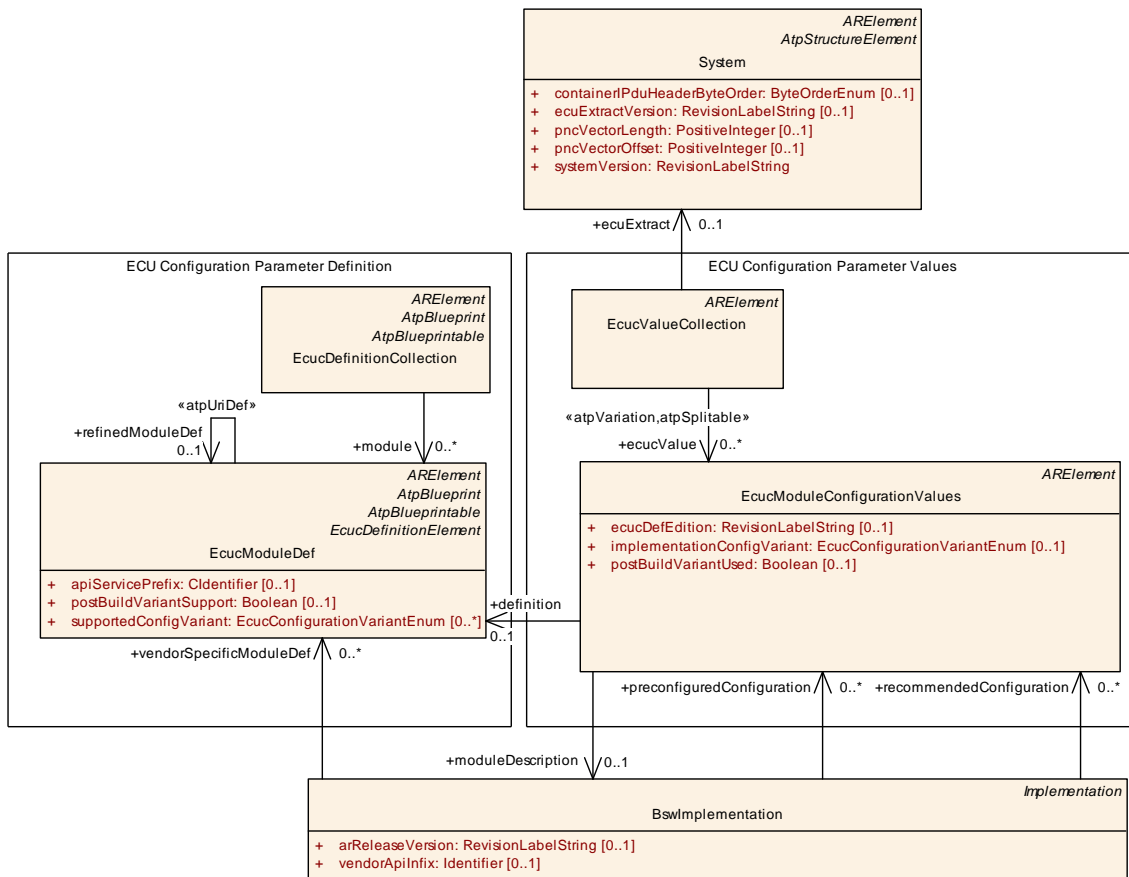 ARElement
AtpStructureElement
System
+ containerIPduHeaderByteOrder: ByteOrderEnum [0..1]
+ ecuExtractVersion: RevisionLabelString [0..1]
+ pncVectorLength: PositiveInteger [0..1]
+ pncVectorOffset: PositiveInteger [0..1]
+ systemVersion: RevisionLabelString
+ecuExtract 0..1
ECU Configuration Parameter Definition
ARElement
AtpBlueprint
AtpBlueprintable
EcucDefinitionCollection
«atpUriDef»
+refinedModuleDef
0..1
+module 0..*
ARElement
AtpBlueprint
AtpBlueprintable
EcucDefinitionElement
EcucModuleDef
+ apiServicePrefix: CIdentifier [0..1]
+ postBuildVariantSupport: Boolean [0..1]
+ supportedConfigVariant: EcucConfigurationVariantEnum [0..*]
ECU Configuration Parameter Values
ARElement
EcucValueCollection
«atpVariation,atpSplitable»
+ecucValue 0..*
ARElement
EcucModuleConfigurationValues
+ ecucDefEdition: RevisionLabelString [0..1]
+ implementationConfigVariant: EcucConfigurationVariantEnum [0..1]
+ postBuildVariantUsed: Boolean [0..1]
+definition
0..1
+vendorSpecificModuleDef 0..*
+preconfiguredConfiguration 0..*
+recommendedConfiguration 0..*
+moduleDescription 0..1
Implementation
BswImplementation
+ arReleaseVersion: RevisionLabelString [0..1]
+ vendorApiInfix: Identifier [0..1]